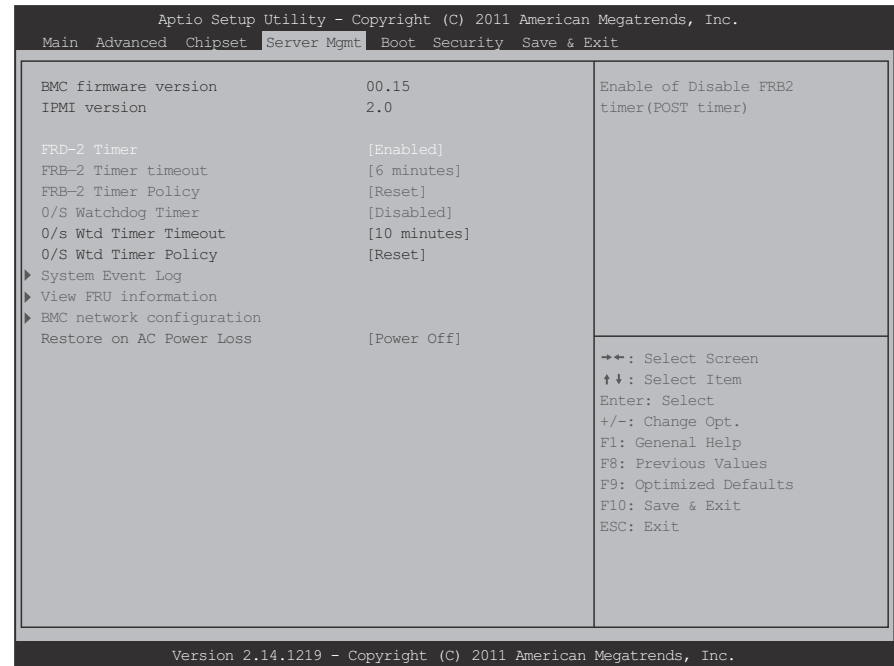 Aptio Setup Utility - Copyright (C) 2011 American Megatrends, Inc.
Main Advanced Chipset Server Mgmt Boot Security Save & Exit
BMC firmware version 00.15
IPMI version 2.0
FRD-2 Timer [Enabled]
FRB-2 Timer timeout [6 minutes]
FRB-2 Timer Policy [Reset]
0/S Watchdog Timer [Disabled]
0/s Wtd Timer Timeout [10 minutes]
0/S Wtd Timer Policy [Reset]
System Event Log
View FRU information
BMC network configuration
Restore on AC Power Loss [Power Off]
Enable of Disable FRB2
timer(POST timer)
→←: Select Screen
↑↓: Select Item
Enter: Select
+/-: Change Opt.
F1: Genenal Help
F8: Previous Values
F9: Optimized Defaults
F10: Save & Exit
ESC: Exit
Version 2.14.1219 - Copyright (C) 2011 American Megatrends, Inc.